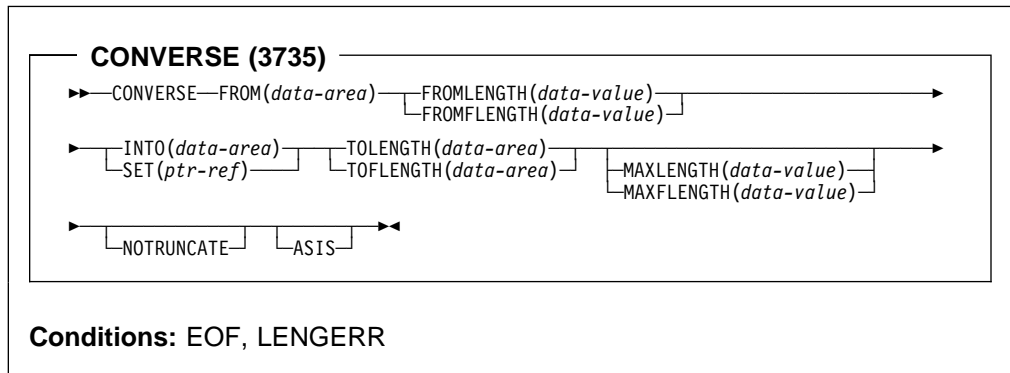 CONVERSE (3735)
CONVERSE FROM(data-area) FROMLENGTH(data-value)
FROMFLENGTH(data-value)
INTO(data-area) TOLENGTH(data-area)
SET(ptr-ref) TOFLENGTH(data-area) MAXLENGTH(data-value)
MAXFLENGTH(data-value)
NOTRUNCATE ASIS
Conditions: EOF, LENGERR